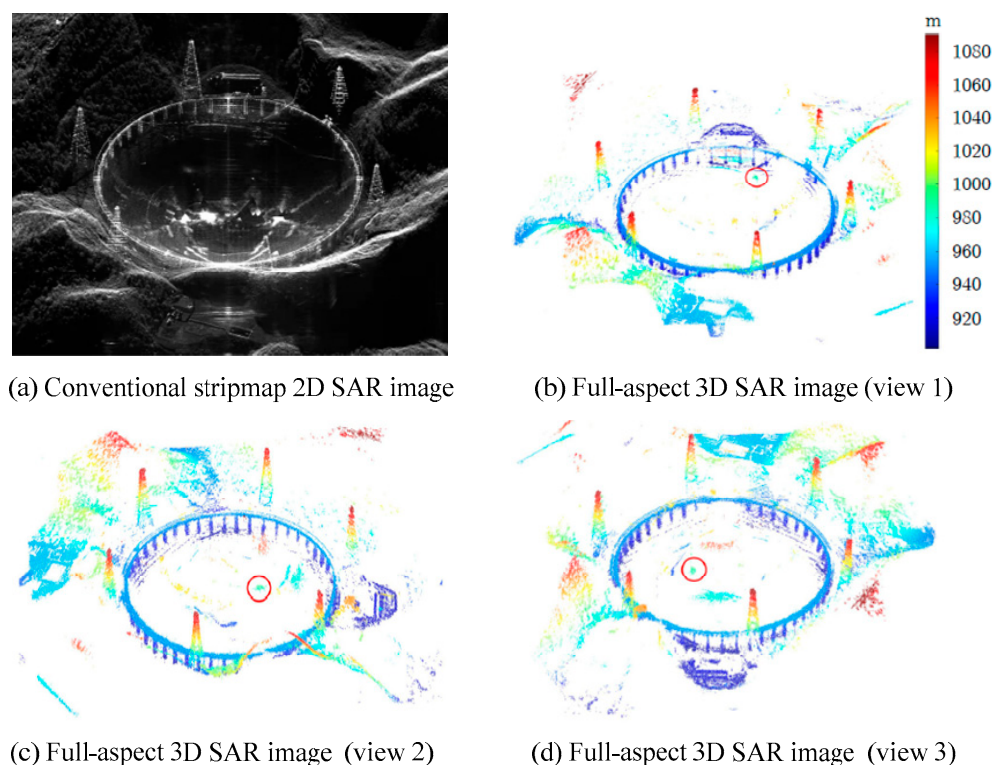 m
1080
1060
1040
1020
1000
980
960
940
920
(a) Conventional stripmap 2D SAR image
(b) Full-aspect 3D SAR image (view 1)
(c) Full-aspect 3D SAR image (view 2)
(d) Full-aspect 3D SAR image (view 3)